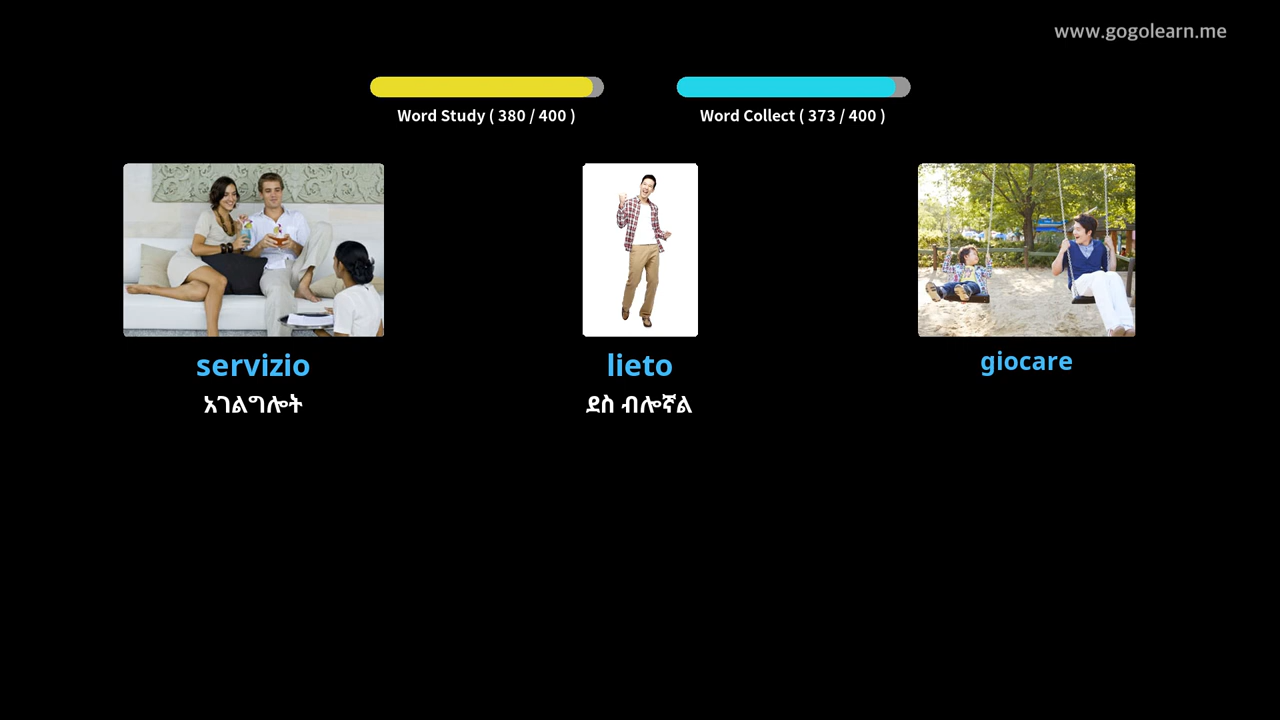 www.gogolearn.me
Word Study ( 380 / 400 )
Word Collect ( 373 / 400 )
servizio
አገልግሎት
lieto
ደስ ብሎኛል
giocare